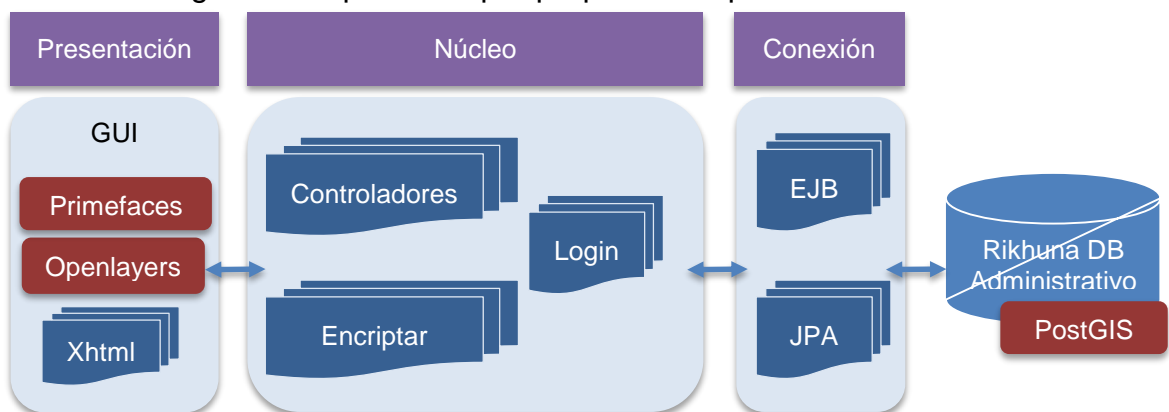 Presentación
Núcleo
Conexión
GUI
Primefaces
Openlayers
Xhtml
Controladores
Login
Encriptar
EJB
JPA
Rikhuna DB
Administrativo
PostGIS